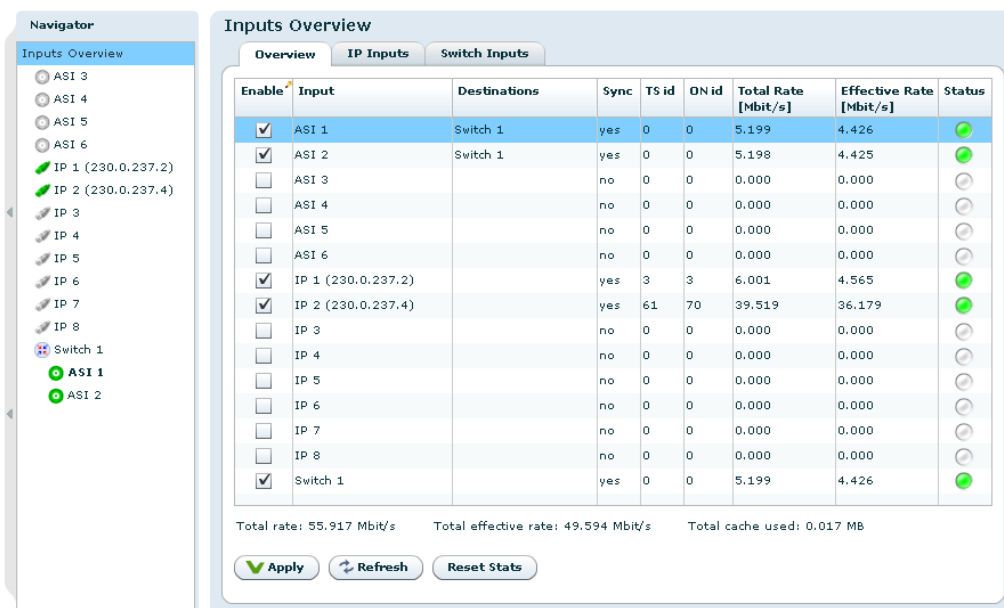 Navigator
Inputs Overview
ASI 3
ASI 4
ASI 5
ASI 6
IP 1 (230.0.237.2)
IP 2 (230.0.237.4)
IP 3
IP 4
IP 5
IP 6
IP 7
IP 8
Switch 1
ASI 1
ASI 2
Inputs Overview
Overview IP Inputs Switch Inputs
Enable Input Destinations Sync TS id ON id Total Rate [Mbit/s] Effective Rate [Mbit/s] Status
ASI 1 Switch 1 yes 0 0 5.199 4.426
ASI 2 Switch 1 yes 0 0 5.198 4.425
ASI 3 no 0 0 0.000 0.000
ASI 4 no 0 0 0.000 0.000
ASI 5 no 0 0 0.000 0.000
ASI 6 no 0 0 0.000 0.000
IP 1 (230.0.237.2) yes 3 3 6.001 4.565
IP 2 (230.0.237.4) yes 61 70 39.519 36.179
IP 3 no 0 0 0.000 0.000
IP 4 no 0 0 0.000 0.000
IP 5 no 0 0 0.000 0.000
IP 6 no 0 0 0.000 0.000
IP 7 no 0 0 0.000 0.000
IP 8 no 0 0 0.000 0.000
Switch 1 yes 0 0 5.199 4.426
Total rate: 55.917 Mbit/s Total effective rate: 49.594 Mbit/s Total cache used: 0.017 MB
Apply Refresh Reset Stats